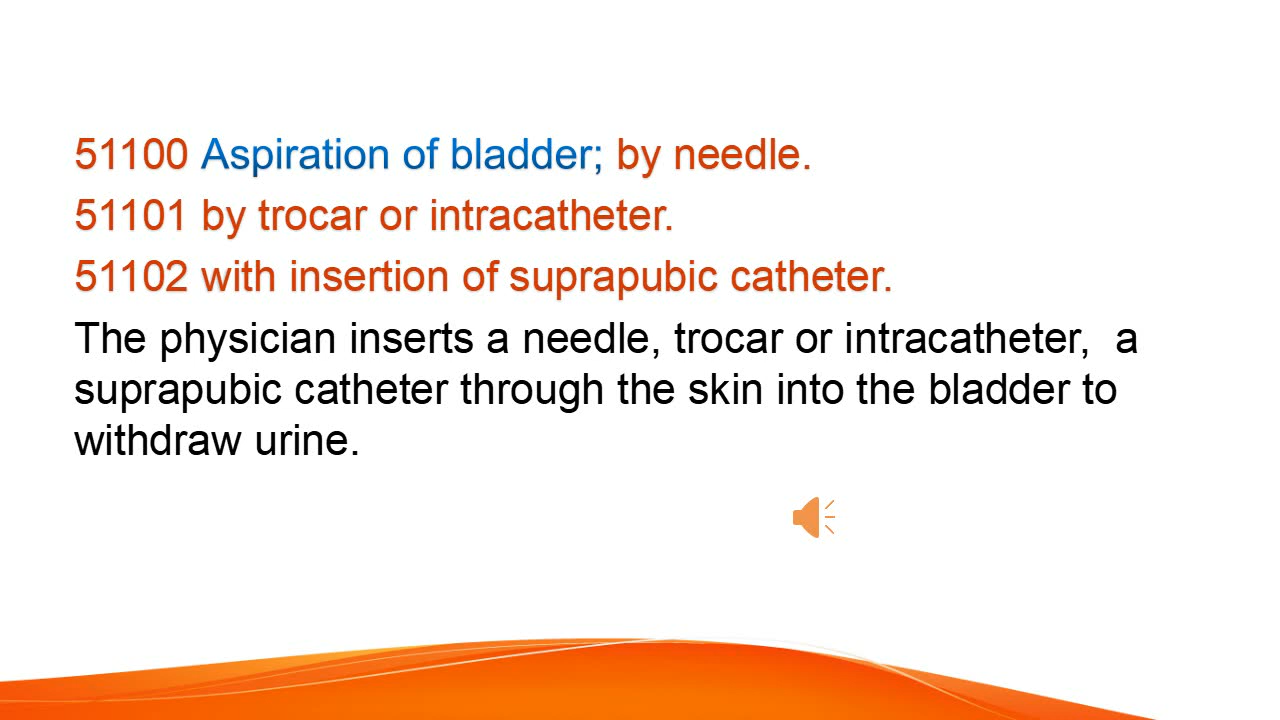 51100 Aspiration of bladder; by needle.
51101 by trocar or intracatheter.
51102 with insertion of suprapubic catheter.
The physician inserts a needle, trocar or intracatheter,  a
suprapubic catheter through the skin into the bladder to
withdraw urine.